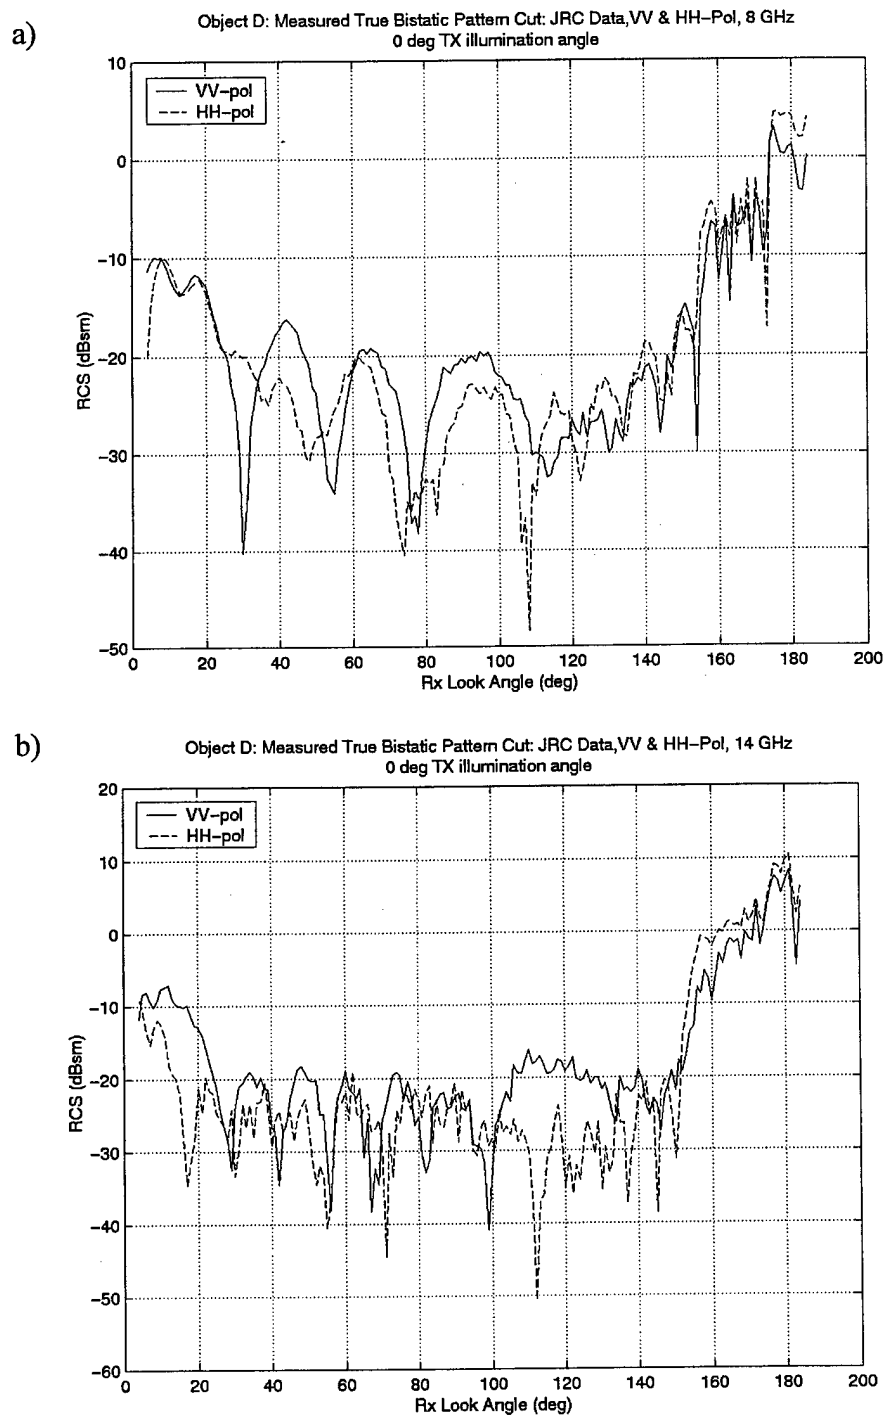 a)
Object D: Measured True Bistatic Pattern Cut: JRC Data,VV & HH-Pol, 8 GHz
0 deg TX illumination angle
VV-pol
HH-pol
10
0
-10
-20
-30
-40
-50
RCS (dBsm)
0 20 40 60 80 100 120 140 160 180 200
Rx Look Angle (deg)
b)
Object D: Measured True Bistatic Pattern Cut: JRC Data,VV & HH-Pol, 14 GHz
0 deg TX illumination angle
VV-pol
HH-pol
20
10
0
-10
-20
-30
-40
-50
-60
RCS (dBsm)
0 20 40 60 80 100 120 140 160 180 200
Rx Look Angle (deg)